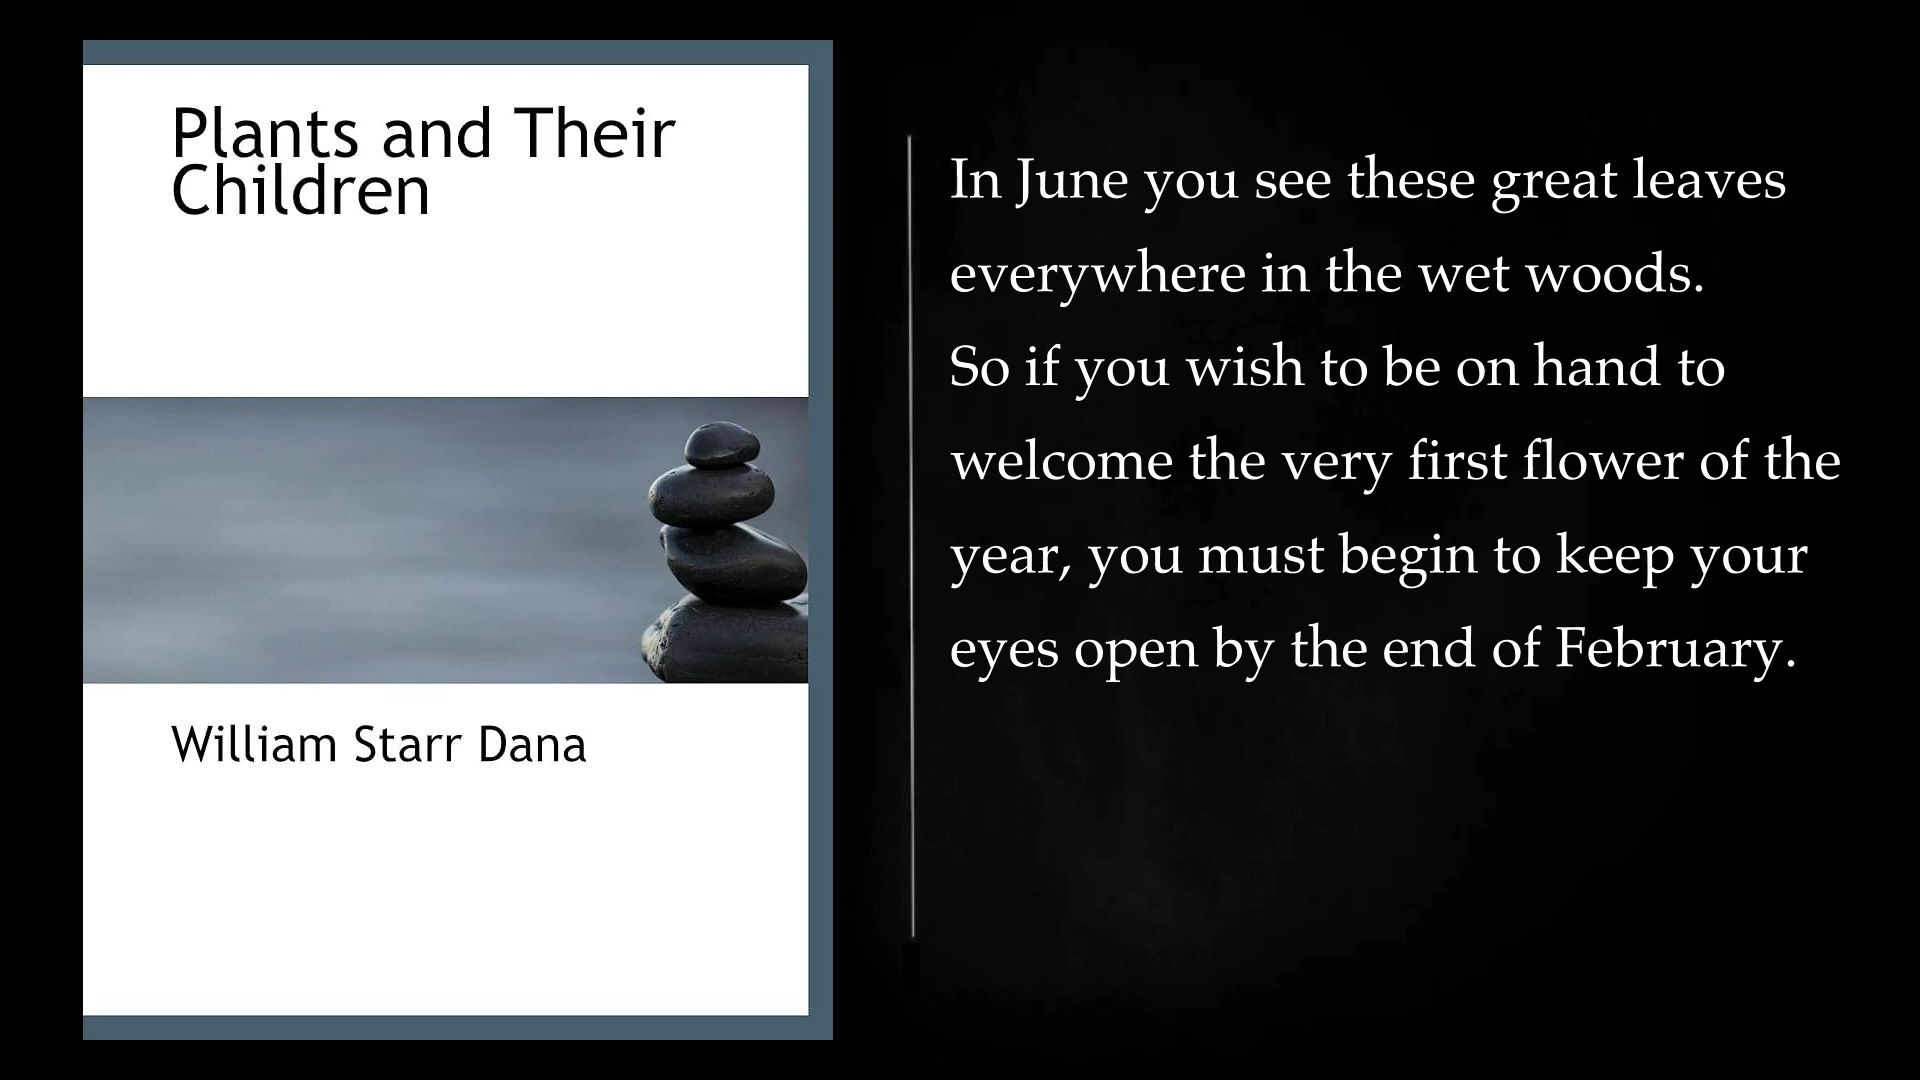 Plants and Their
Children
William Starr Dana
In June you see these great leaves
everywhere in the wet woods.
So if you wish to be on hand to
welcome the very first flower of the
year, you must begin to keep your
eyes open by the end of February.